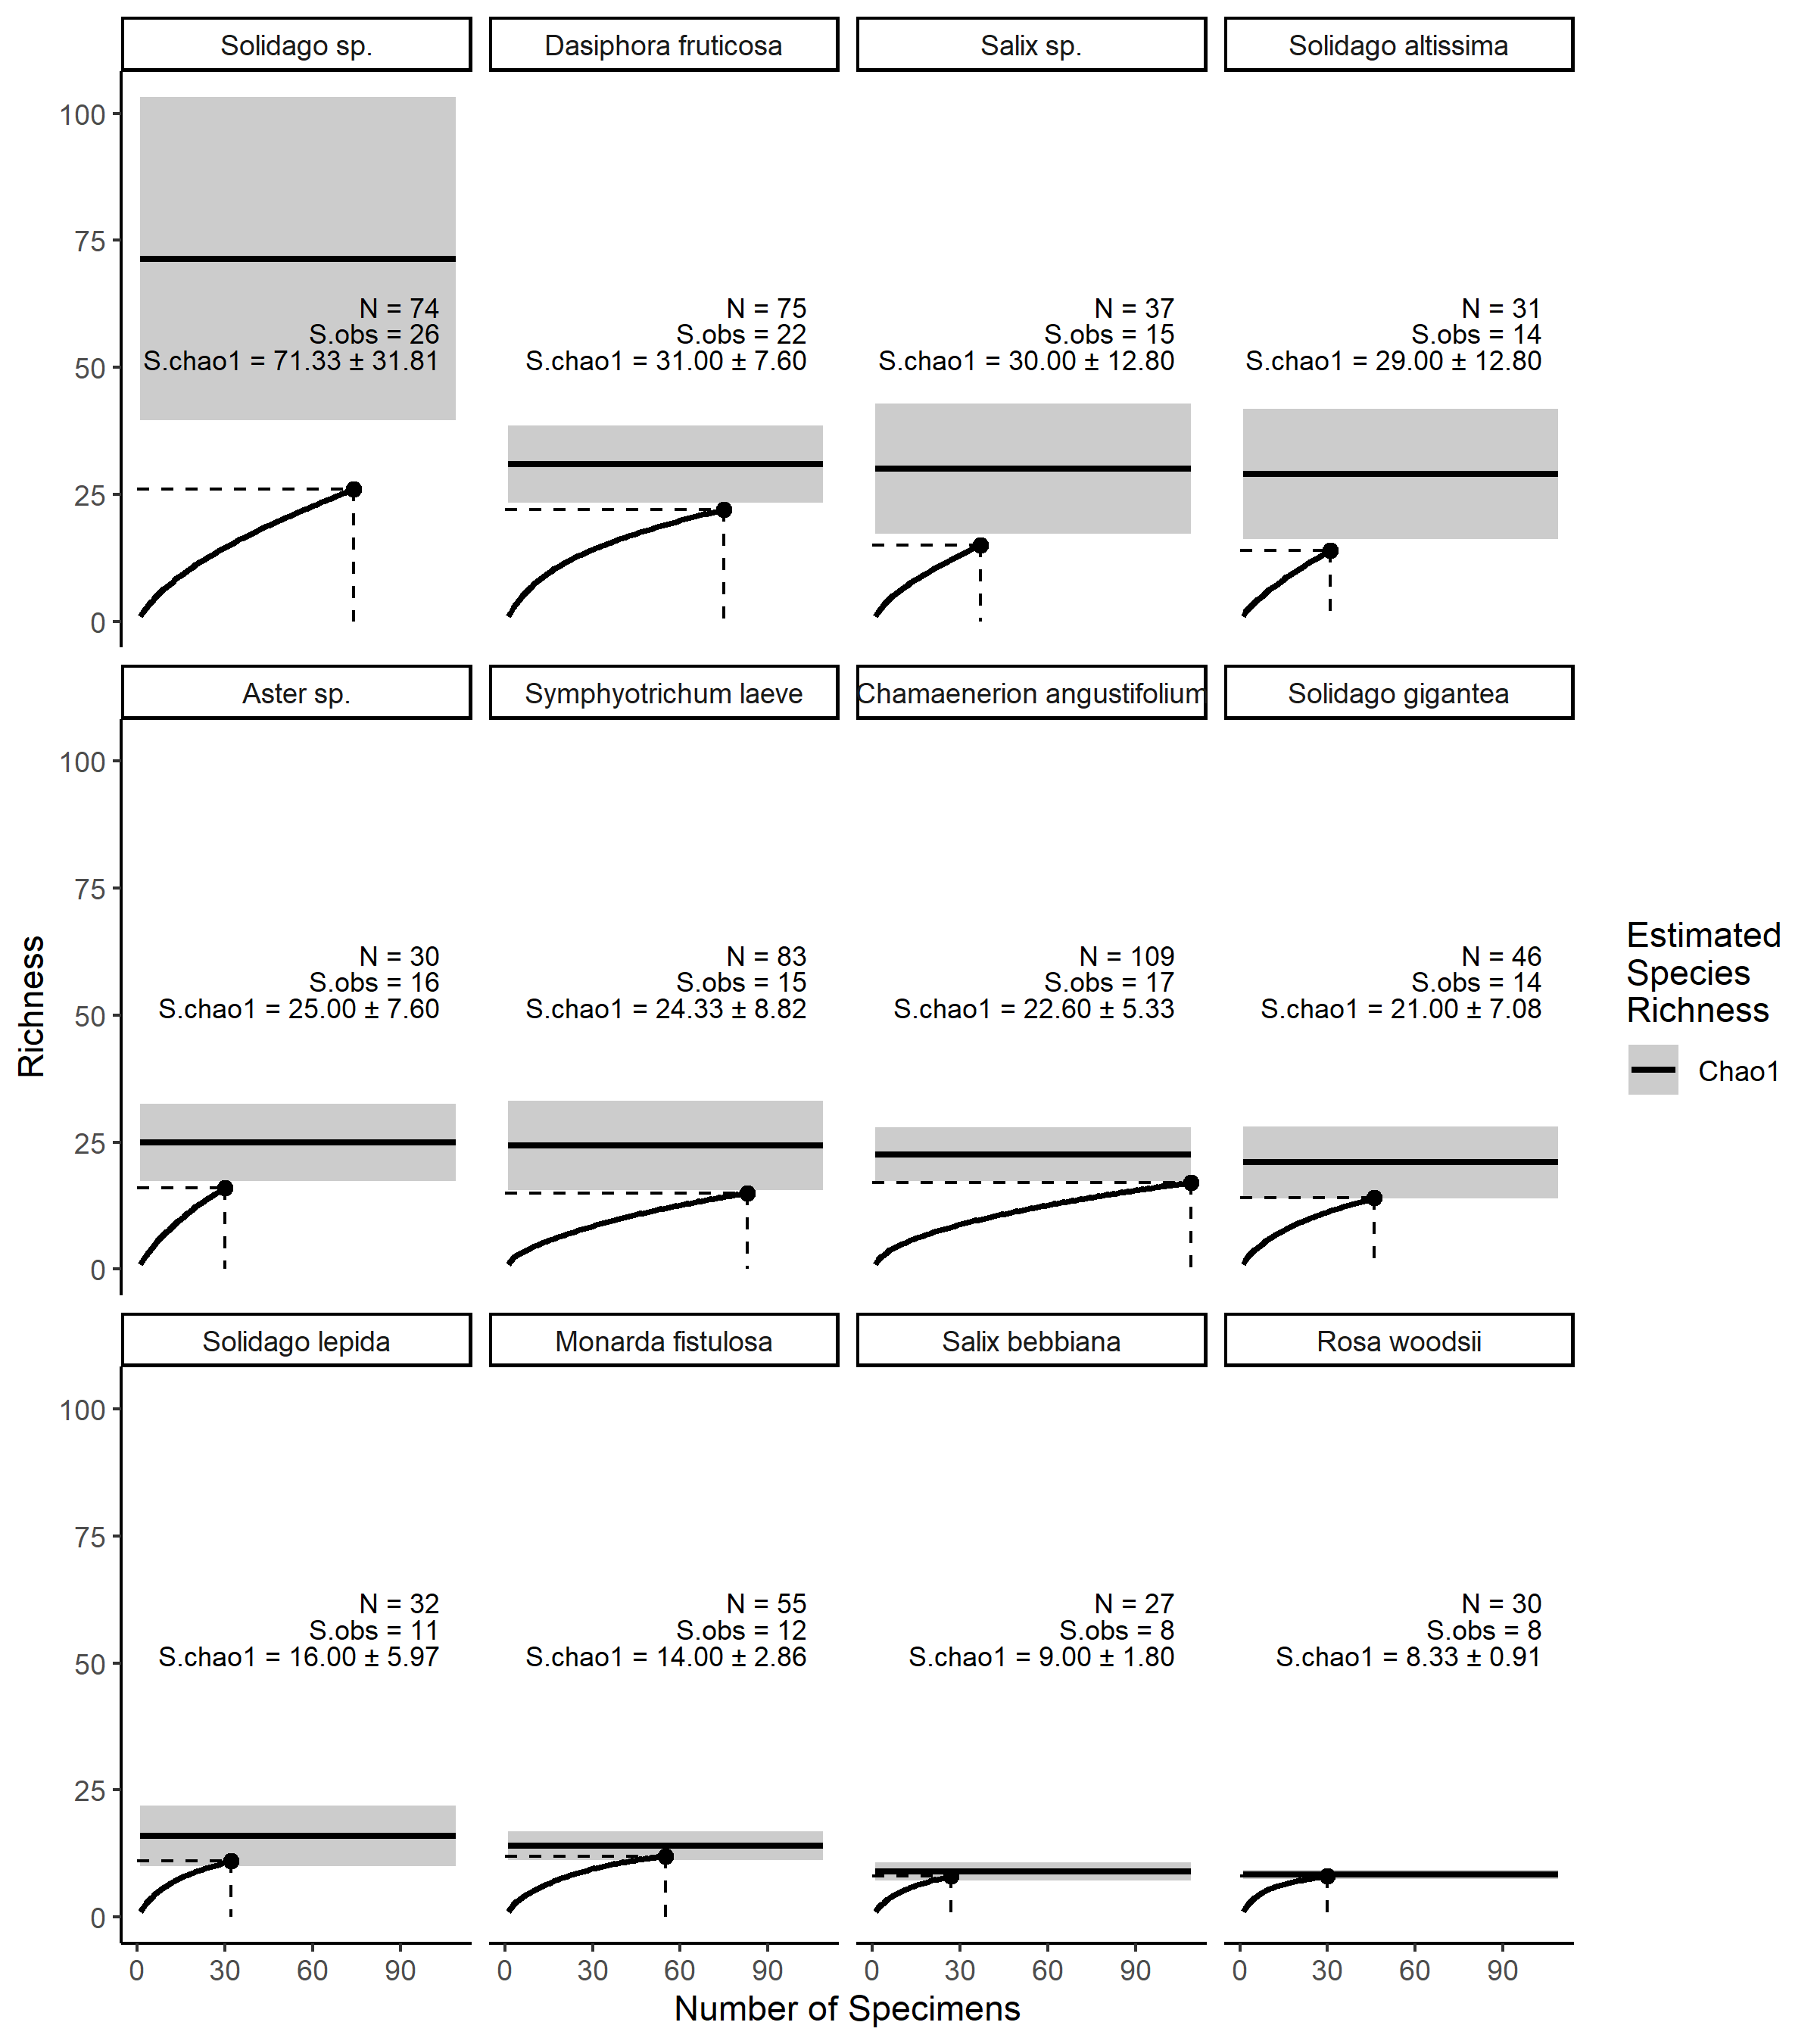 Solidago sp.
Dasiphora fruticosa
Salix sp.
Solidago altissima
100
75
50
25
0
N = 74
S.obs = 26
S.chao1 = 71.33 ± 31.81
N = 75
S.obs = 22
S.chao1 = 31.00 ± 7.60
N = 37
S.obs = 15
S.chao1 = 30.00 ± 12.80
N = 31
S.obs = 14
S.chao1 = 29.00 ± 12.80
Aster sp.
Symphyotrichum laeve
Chamaenerion angustifolium
Solidago gigantea
100
75
50
25
0
N = 30
S.obs = 16
S.chao1 = 25.00 ± 7.60
N = 83
S.obs = 15
S.chao1 = 24.33 ± 8.82
N = 109
S.obs = 17
S.chao1 = 22.60 ± 5.33
N = 46
S.obs = 14
S.chao1 = 21.00 ± 7.08
Solidago lepida
Monarda fistulosa
Salix bebbiana
Rosa woodsii
100
75
50
25
0
N = 32
S.obs = 11
S.chao1 = 16.00 ± 5.97
N = 55
S.obs = 12
S.chao1 = 14.00 ± 2.86
N = 27
S.obs = 8
S.chao1 = 9.00 ± 1.80
N = 30
S.obs = 8
S.chao1 = 8.33 ± 0.91
0 30 60 90
0 30 60 90
0 30 60 90
0 30 60 90
Number of Specimens
Richness
Estimated
Species
Richness
Chao1